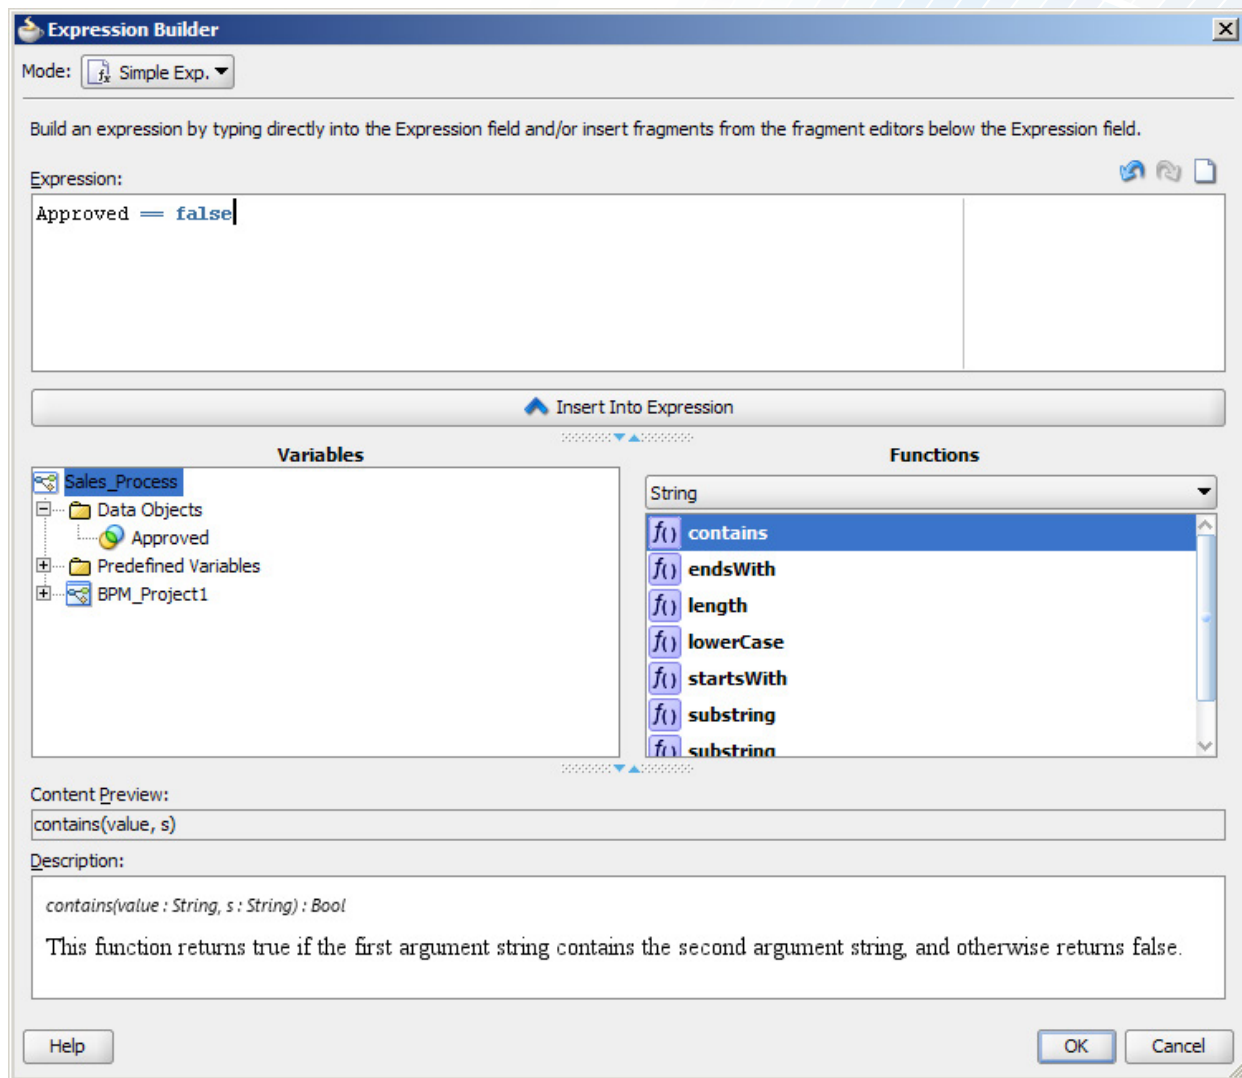 Expression Builder
Mode: Simple Exp.
Build an expression by typing directly into the Expression field and/or insert fragments from the fragment editors below the Expression field.
Expression:
Approved == false
Insert Into Expression
Variables
Sales_Process
Data Objects
Approved
Predefined Variables
BPM_Project1
Functions
String
f() contains
f() endsWith
f() length
f() lowerCase
f() startsWith
f() substring
f() substring
Content Preview:
contains(value, s)
Description:
contains(value : String, s : String) : Bool
This function returns true if the first argument string contains the second argument string, and otherwise returns false.
Help
OK
Cancel